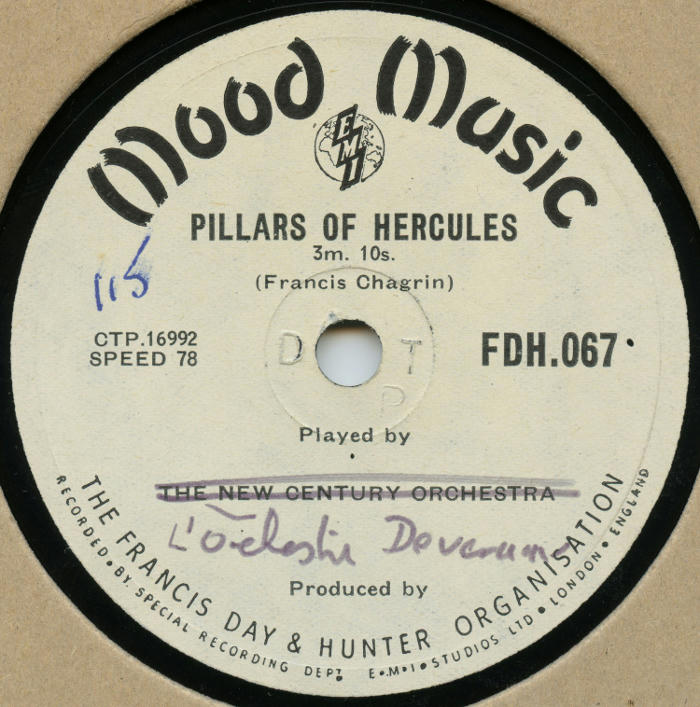 Mood Music
EMI
PILLARS OF HERCULES
3m. 10s.
(Francis Chagrin)
115
CTP.16992
SPEED 78
FDH.067
D T
P
Played by
THE NEW CENTURY ORCHESTRA
L'Orchestre
Produced by
THE FRANCIS DAY & HUNTER ORGANISATION
RECORDED • BY • SPECIAL RECORDING DEPT E•M•I•STUDIOS LTD • LONDON • ENGLAND